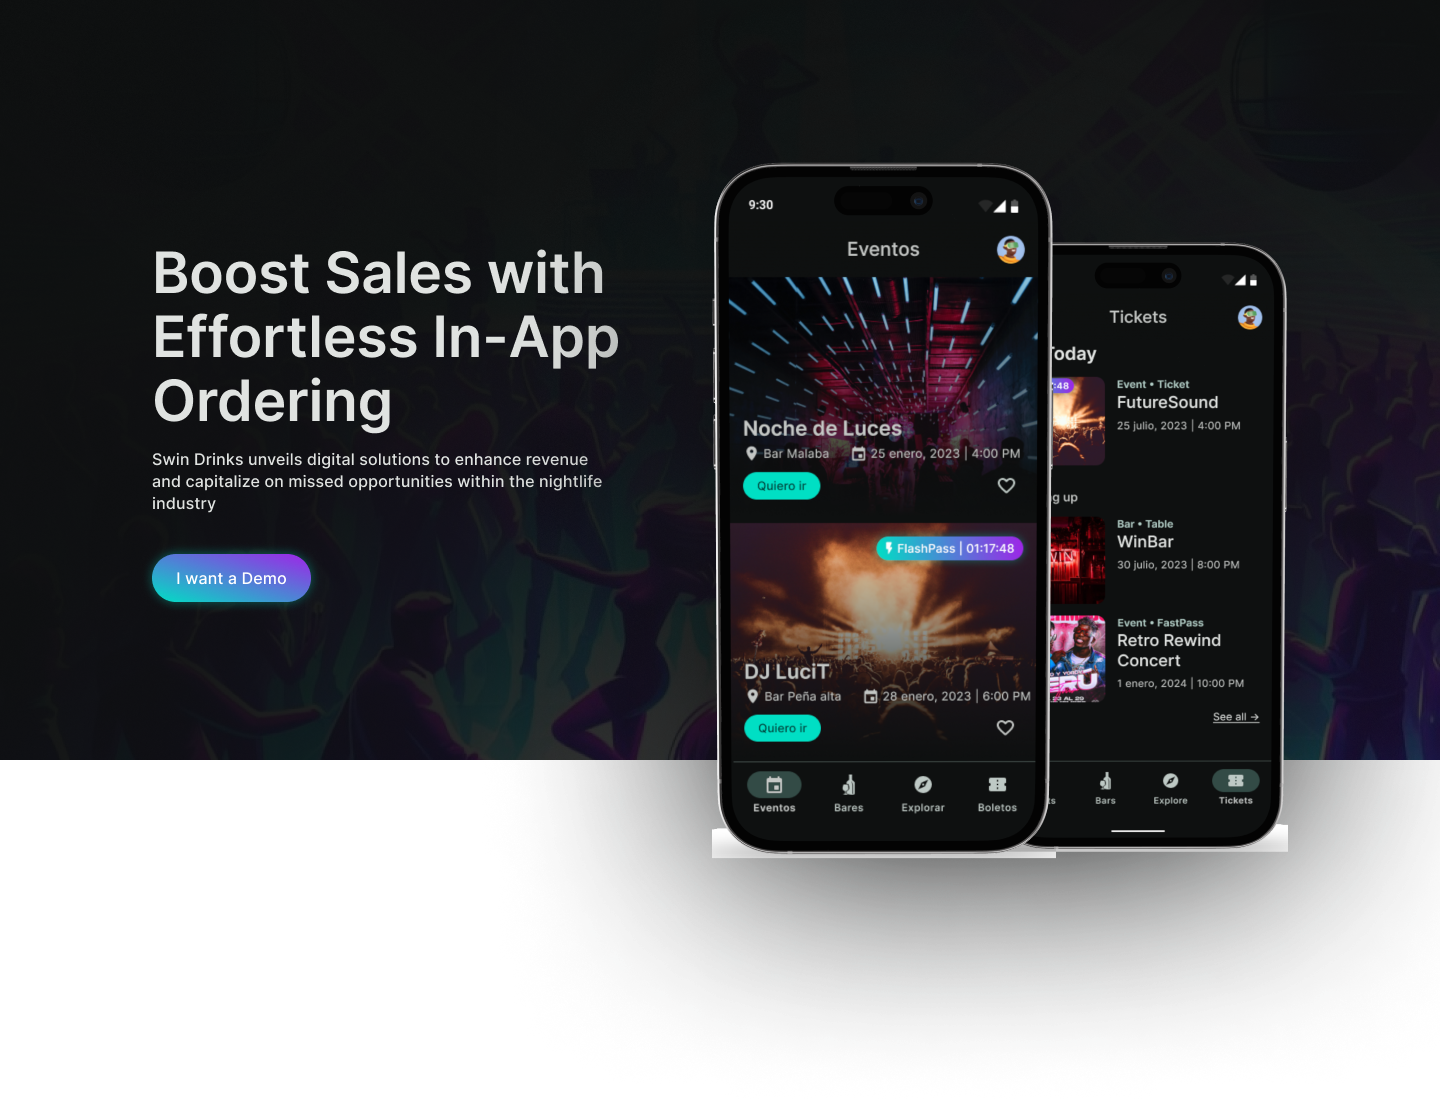 Boost Sales with
Effortless In-App
Ordering
Swin Drinks unveils digital solutions to enhance revenue
and capitalize on missed opportunities within the nightlife
industry
I want a Demo
9:30
Eventos
Noche de Luces
Bar Malaba 25 enero, 2023 | 4:00 PM
Quiero ir
FlashPass | 01:17:48
DJ LuciT
Bar Peña alta 28 enero, 2023 | 6:00 PM
Quiero ir
Eventos Bares Explorar Boletos
Tickets
Today
:48
Event • Ticket
FutureSound
25 julio, 2023 | 4:00 PM
g up
Bar • Table
WinBar
30 julio, 2023 | 8:00 PM
Event • FastPass
Retro Rewind
Concert
1 enero, 2024 | 10:00 PM
See all →
ts Bars Explore Tickets